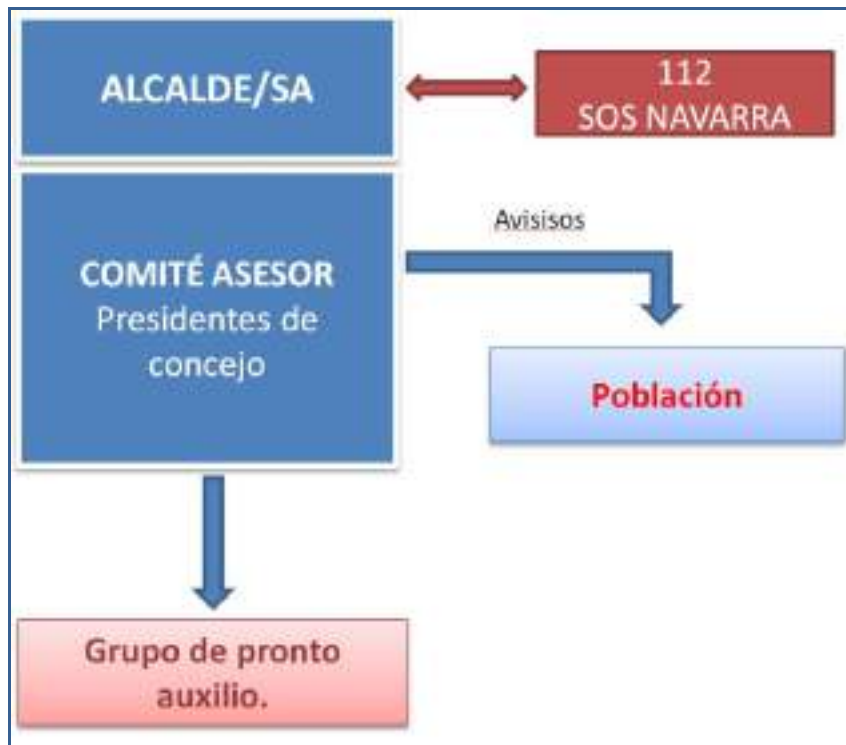 ALCALDE/SA
112
SOS NAVARRA
Avisisos
COMITÉ ASESOR
Presidentes de
concejo
Población
Grupo de pronto
auxilio.